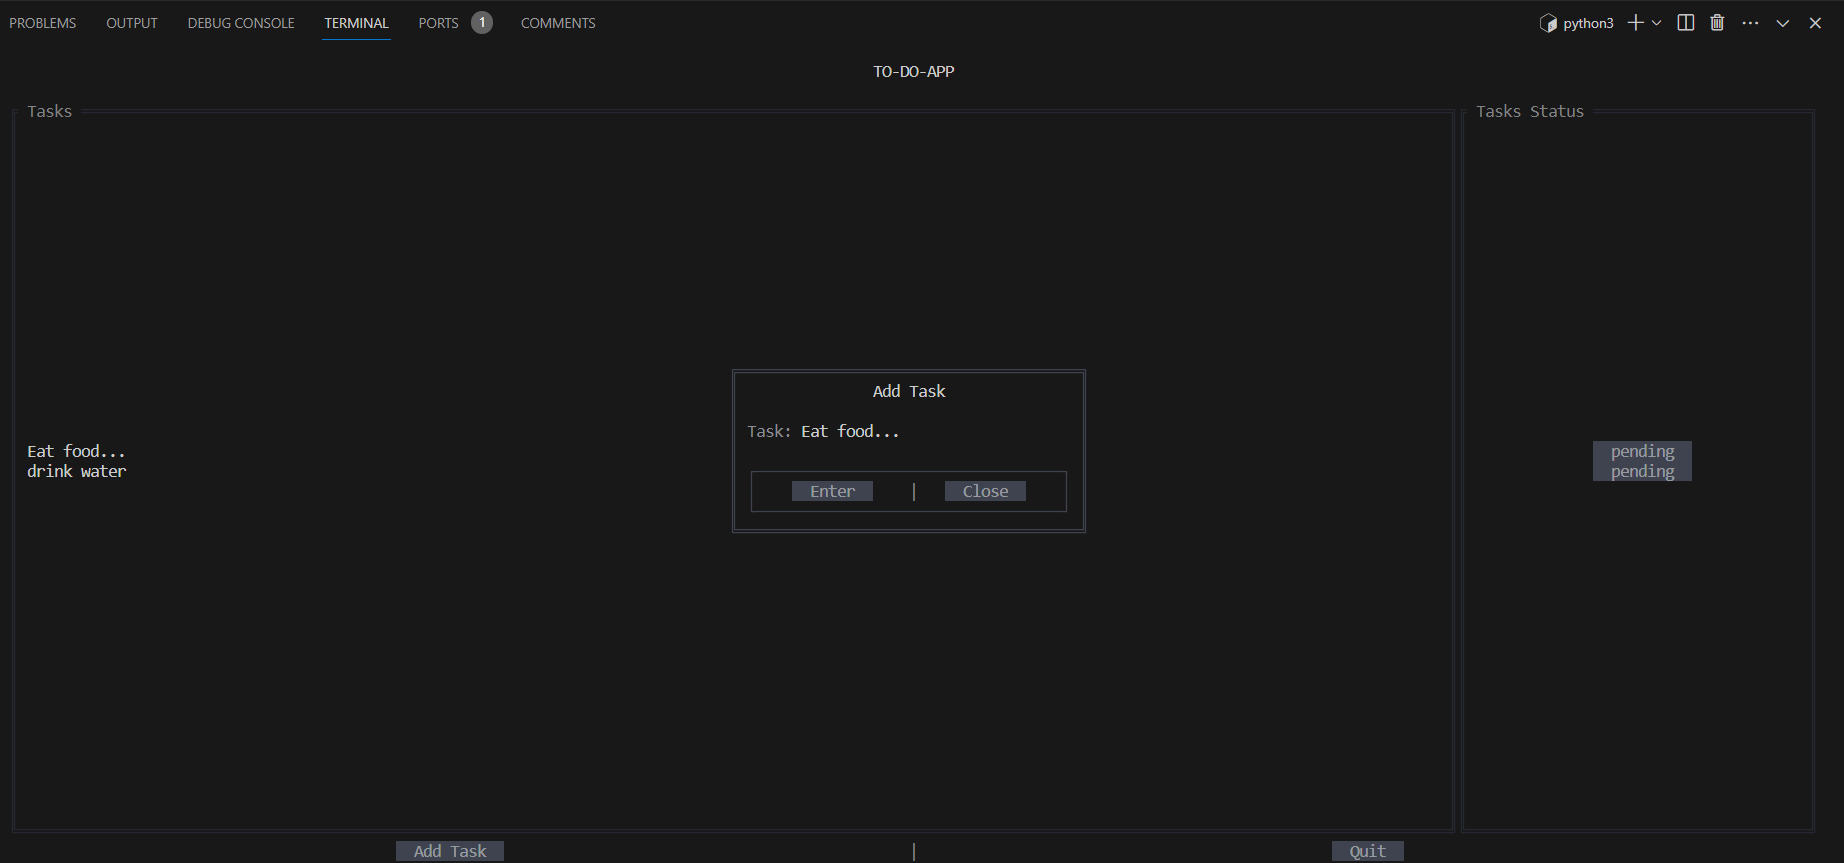 PROBLEMS OUTPUT DEBUG CONSOLE TERMINAL PORTS 1 COMMENTS python3
TO-DO-APP
Tasks
Tasks Status
Add Task
Task: Eat food...
Eat food...
drink water
pending
pending
Enter | Close
Add Task | Quit